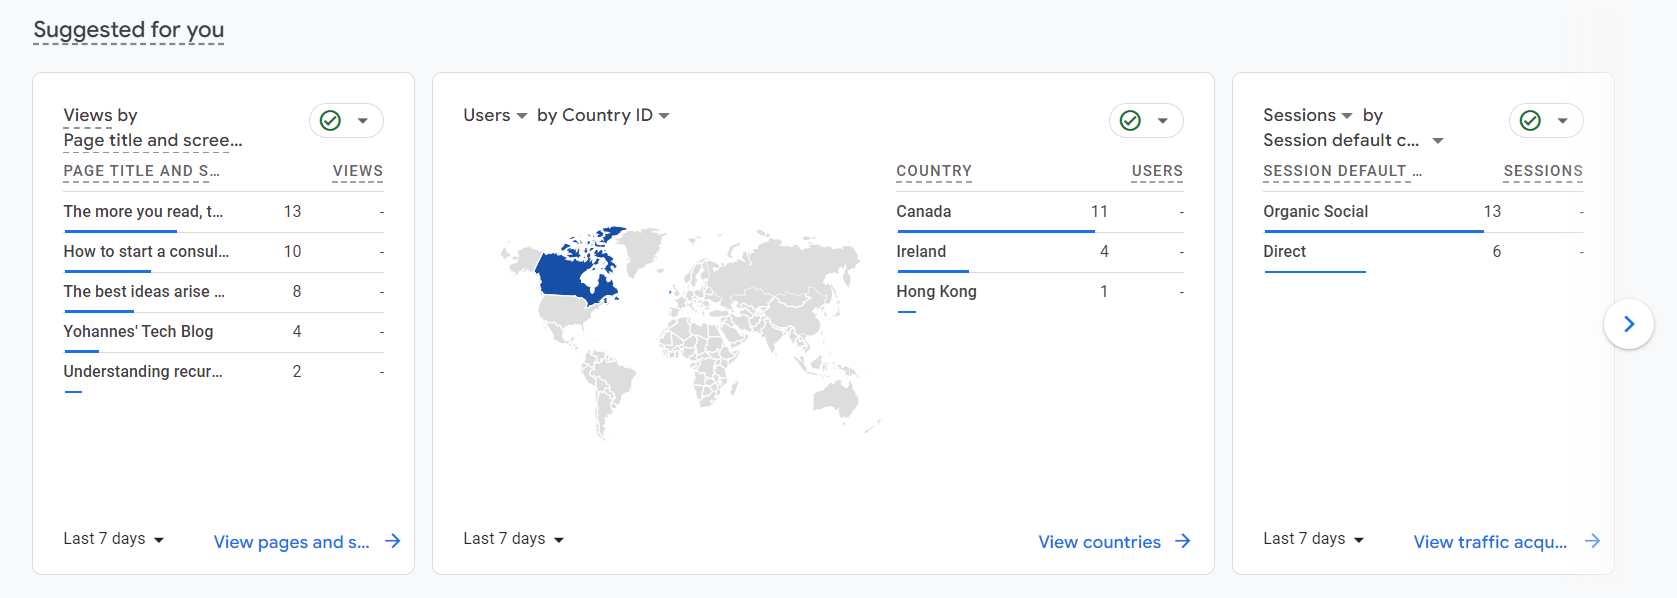 Suggested for you
Views by
Page title and scree...
PAGE TITLE AND S... VIEWS
The more you read, t... 13 -
How to start a consul... 10 -
The best ideas arise ... 8 -
Yohannes' Tech Blog 4 -
Understanding recur... 2 -
Last 7 days View pages and s...
Users by Country ID
COUNTRY USERS
Canada 11 -
Ireland 4 -
Hong Kong 1 -
Last 7 days View countries
Sessions by
Session default c...
SESSION DEFAULT ... SESSIONS
Organic Social 13 -
Direct 6 -
Last 7 days View traffic acqu...